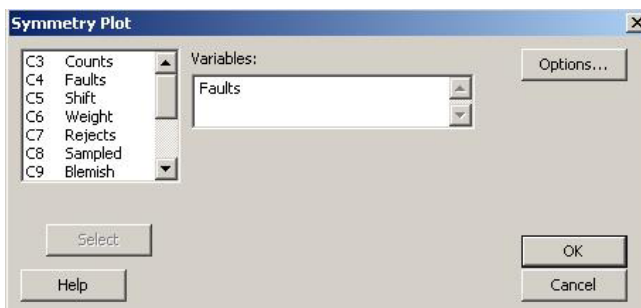 Symmetry Plot
C3 Counts
C4 Faults
C5 Shift
C6 Weight
C7 Rejects
C8 Sampled
C9 Blemish
Variables:
Faults
Options...
Select
Help
OK
Cancel